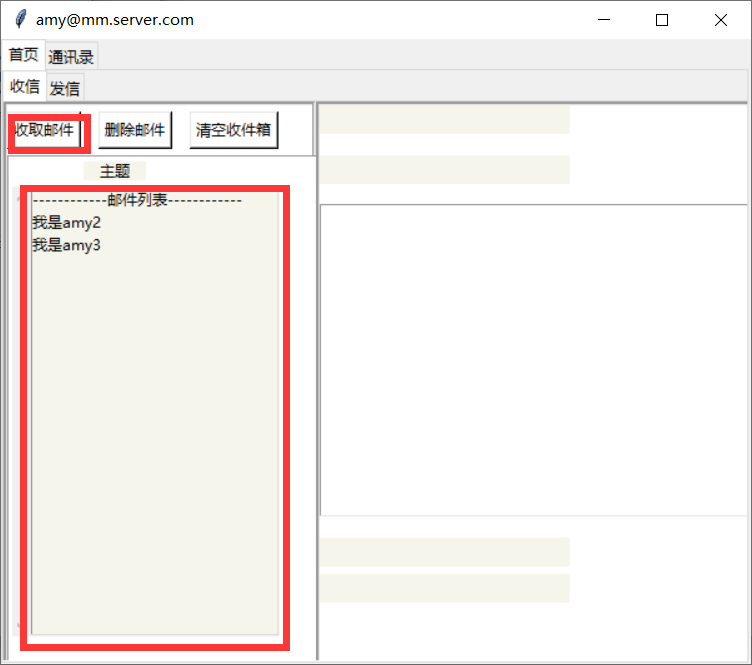 amy@mm.server.com
首页 通讯录
收信 发信
收取邮件 删除邮件 清空收件箱
主题
------------邮件列表------------
我是amy2
我是amy3